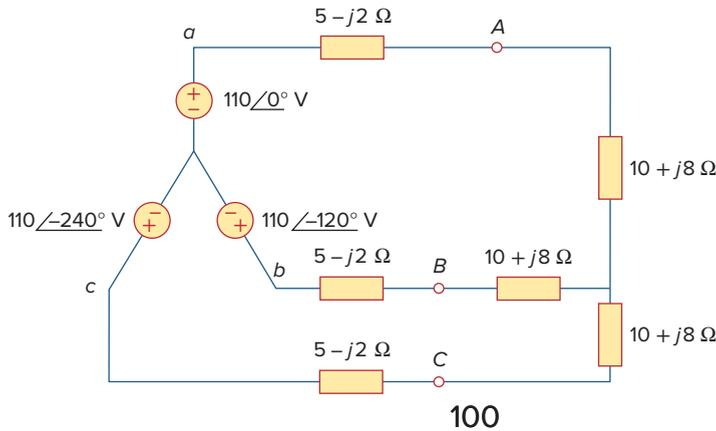 5 – j2 Ω
A
a
+
–
110/0° V
10 + j8 Ω
110/–240° V
–
+
–
+
110/–120° V
5 – j2 Ω
B
10 + j8 Ω
b
c
10 + j8 Ω
5 – j2 Ω
C
100